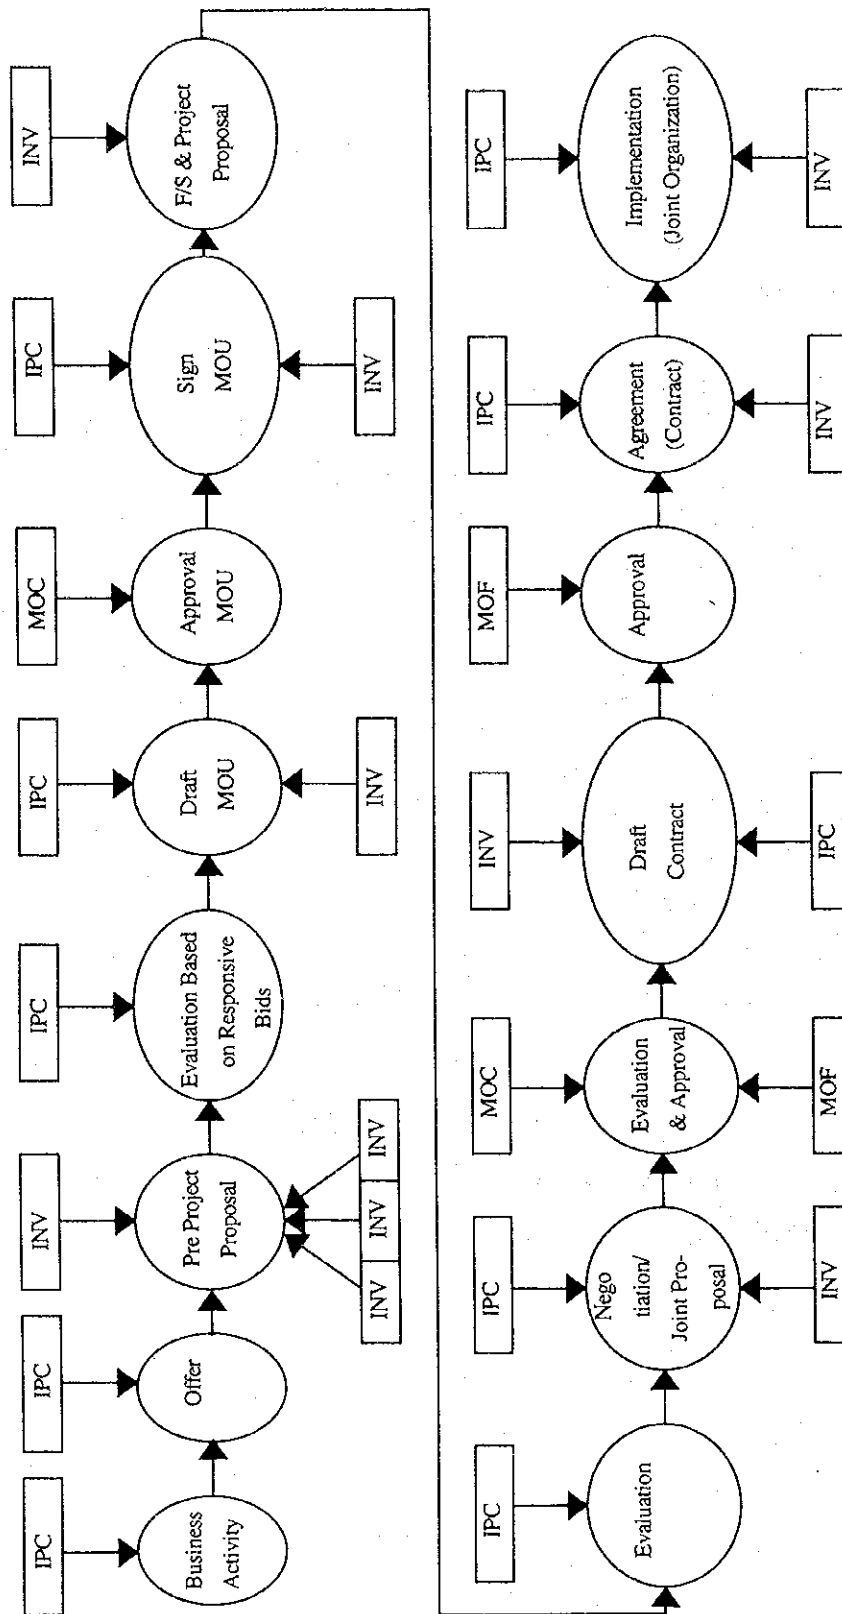 IPC
IPC
INV
IPC
IPC
MOC
IPC
INV
Business
Activity
Offer
Pre Project
Proposal
Evaluation Based
on Responsive
Bids
Draft
MOU
Approval
MOU
Sign
MOU
F/S & Project
Proposal
INV
INV
INV
INV
INV
IPC
IPC
MOC
INV
MOF
IPC
IPC
Evaluation
Nego
tiation/
Joint Pro-
posal
Evaluation
& Approval
Draft
Contract
Approval
Agreement
(Contract)
Implementation
(Joint Organization)
INV
MOF
IPC
INV
INV